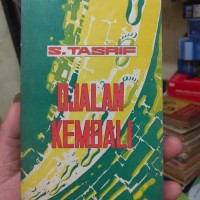 S. TASRIF
DJALAN
KEMBALI